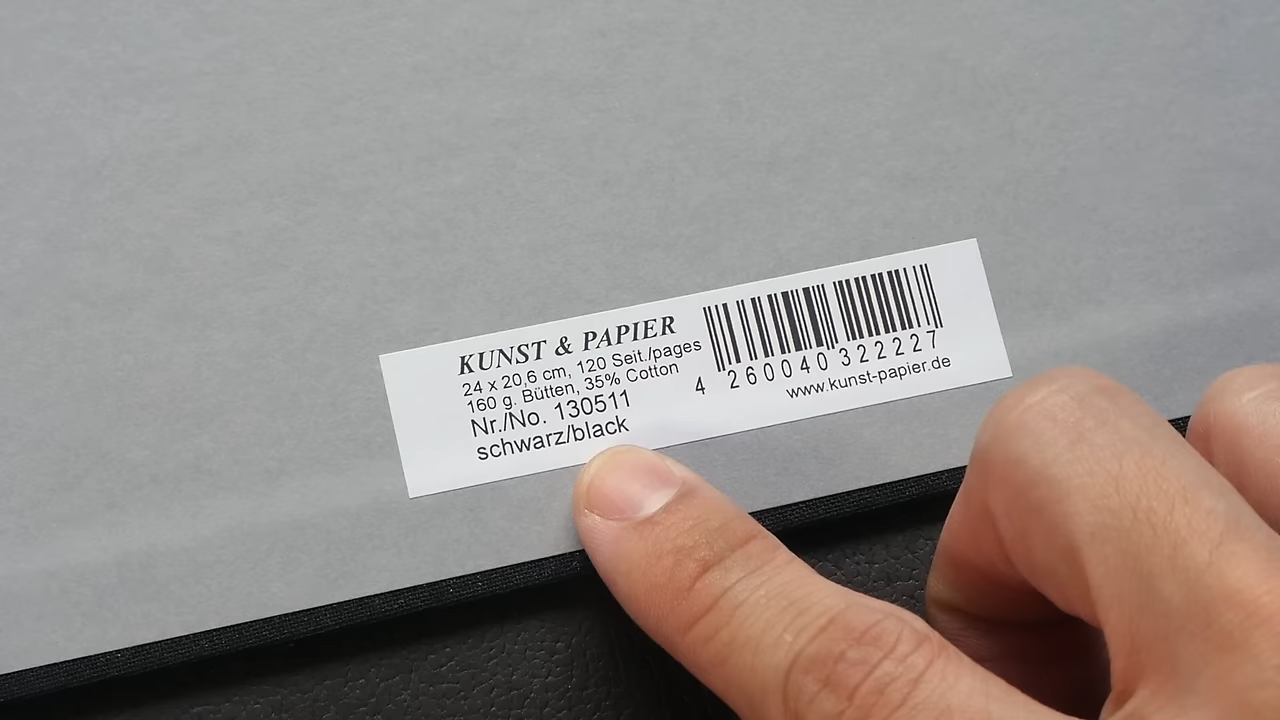 KUNST & PAPIER
24 x 20,6 cm, 120 Seit./pages
160 g. Bütten, 35% Cotton
Nr./No. 130511
schwarz/black
4 260040 322227
www.kunst-papier.de